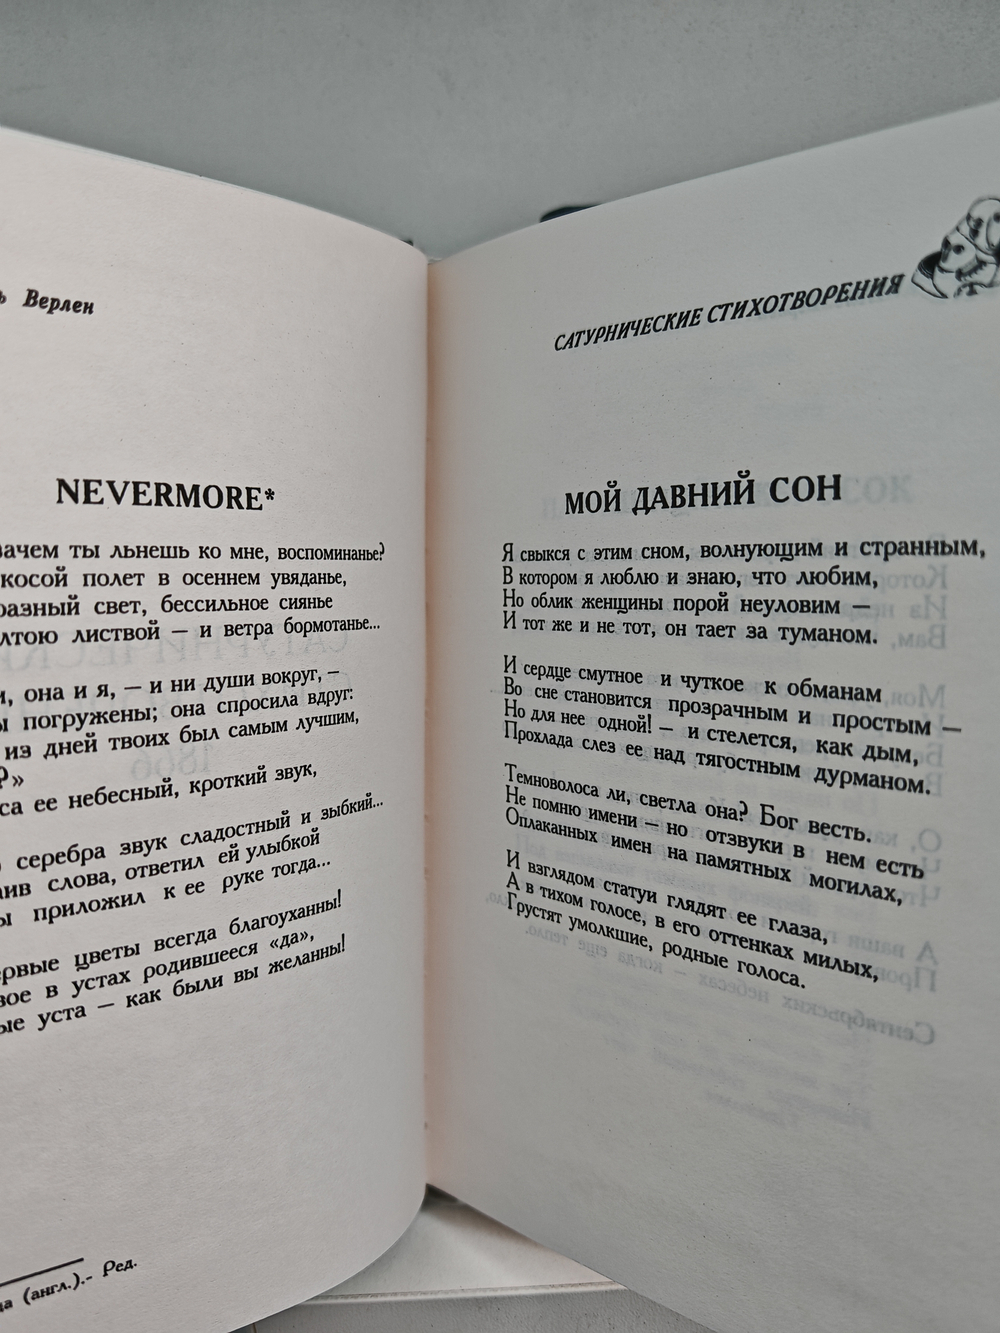 Верлен
NEVERMORE*
зачем ты льнешь ко мне, воспоминанье?
косой полет в осеннем увяданье,
свет, бессильное сиянье
листвой — и ветра бормотанье...
она и я, — и ни души вокруг, –
погружены; она спросила вдруг:
из дней твоих был самым лучшим,
?»
ее небесный, кроткий звук,
серебра звук сладостный и зыбкий...
слова, ответил ей улыбкой
приложил к ее руке тогда...
цветы всегда благоуханны!
в устах родившееся «да»,
уста — как были вы желанны!
(англ.).- Ред.
САТУРНИЧЕСКИЕ СТИХОТВОРЕНИЯ
МОЙ ДАВНИЙ СОН
Я свыкся с этим сном, волнующим и странным,
В котором я люблю и знаю, что любим,
Но облик женщины порой неуловим —
И тот же и не тот, он тает за туманом.
И сердце смутное и чуткое к обманам
Во сне становится прозрачным и простым —
Но для нее одной! — и стелется, как дым,
Прохлада слез ее над тягостным дурманом.
Темноволоса ли, светла она? Бог весть.
Не помню имени — но отзвуки в нем есть
Оплаканных имен на памятных могилах,
И взглядом статуи глядят ее глаза,
А в тихом голосе, в его оттенках милых,
Грустят умолкшие, родные голоса.